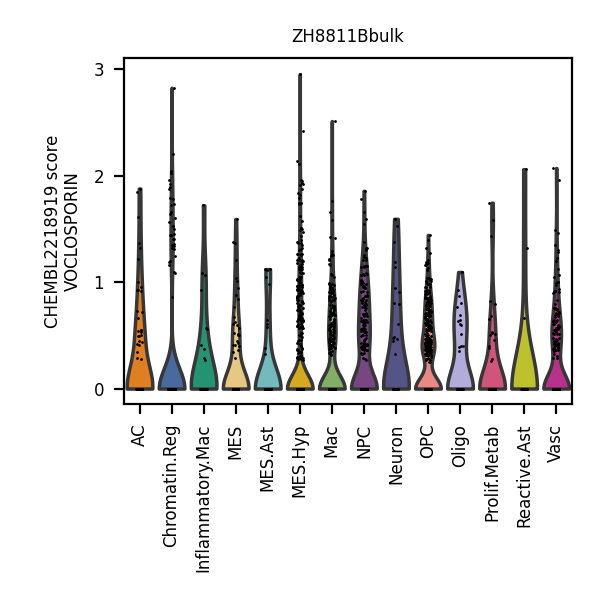 ZH8811Bbulk
CHEMBL2218919 score
VOCLOSPORIN
3
2
1
0
AC
Chromatin.Reg
Inflammatory.Mac
MES
MES.Ast
MES.Hyp
Mac
NPC
Neuron
OPC
Oligo
Prolif.Metab
Reactive.Ast
Vasc